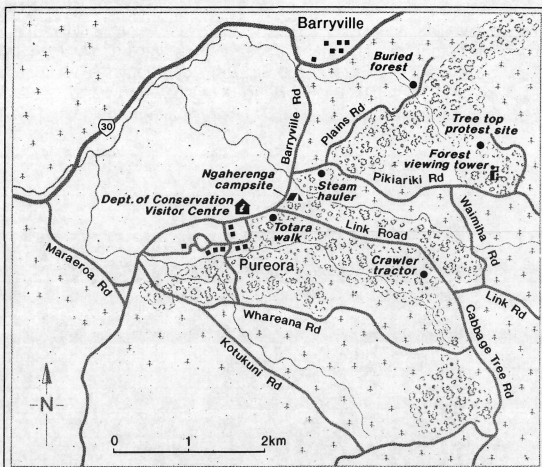 Barryville
Buried
forest
30
Barryville Rd
Plains Rd
Tree top
protest site
Forest
viewing tower
Ngaherenga
campsite
Steam
hauler
Pikiariki Rd
Dept. of Conservation
Visitor Centre
Totara
walk
Link Road
Waimiha Rd
Maraeroa Rd
Pureora
Crawler
tractor
Link Rd
Whareana Rd
Cabbage Tree Rd
Kotukuni Rd
N
0 2km